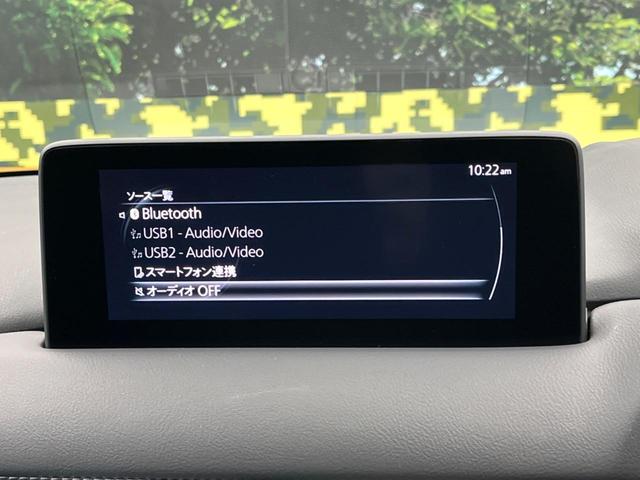 10:22am
ソース一覧
Bluetooth
USB1 - Audio/Video
USB2 - Audio/Video
スマートフォン連携
オーディオ OFF